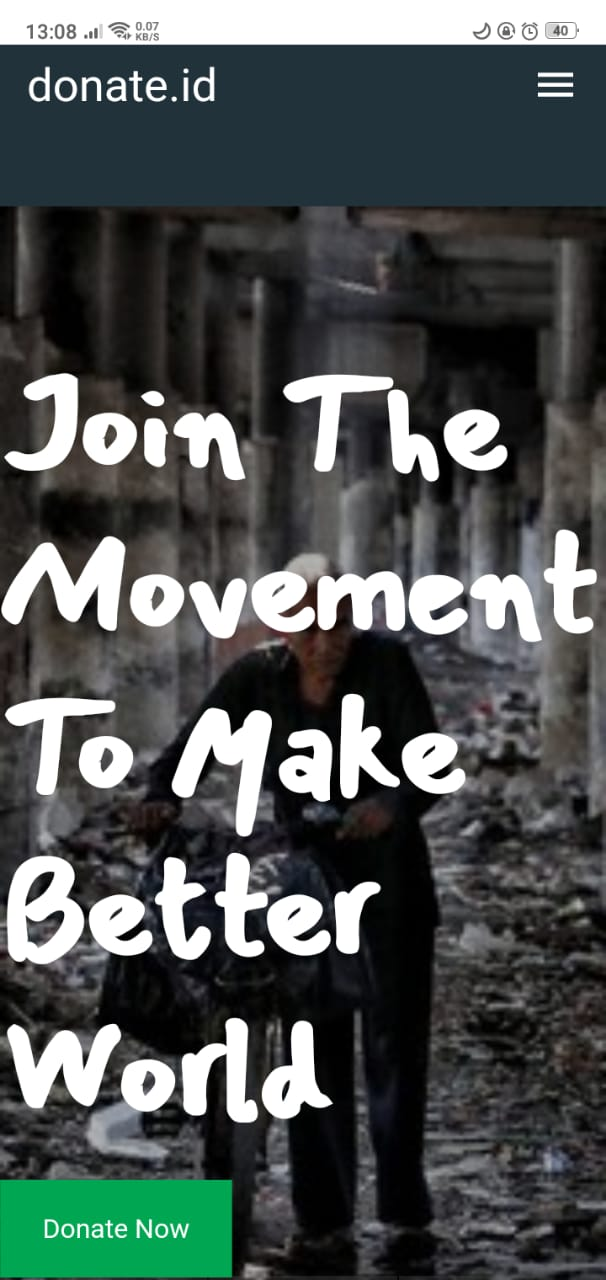 13:08 0.07 KB/S 40
donate.id
Join The
Movement
To Make
Better
World
Donate Now